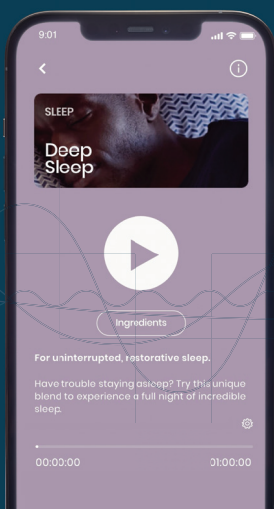 9:01
SLEEP
Deep
Sleep
Ingredients
For uninterrupted, restorative sleep.
Have trouble staying asleep? Try this unique
blend to experience a full night of incredible
sleep.
00:00:00
01:00:00